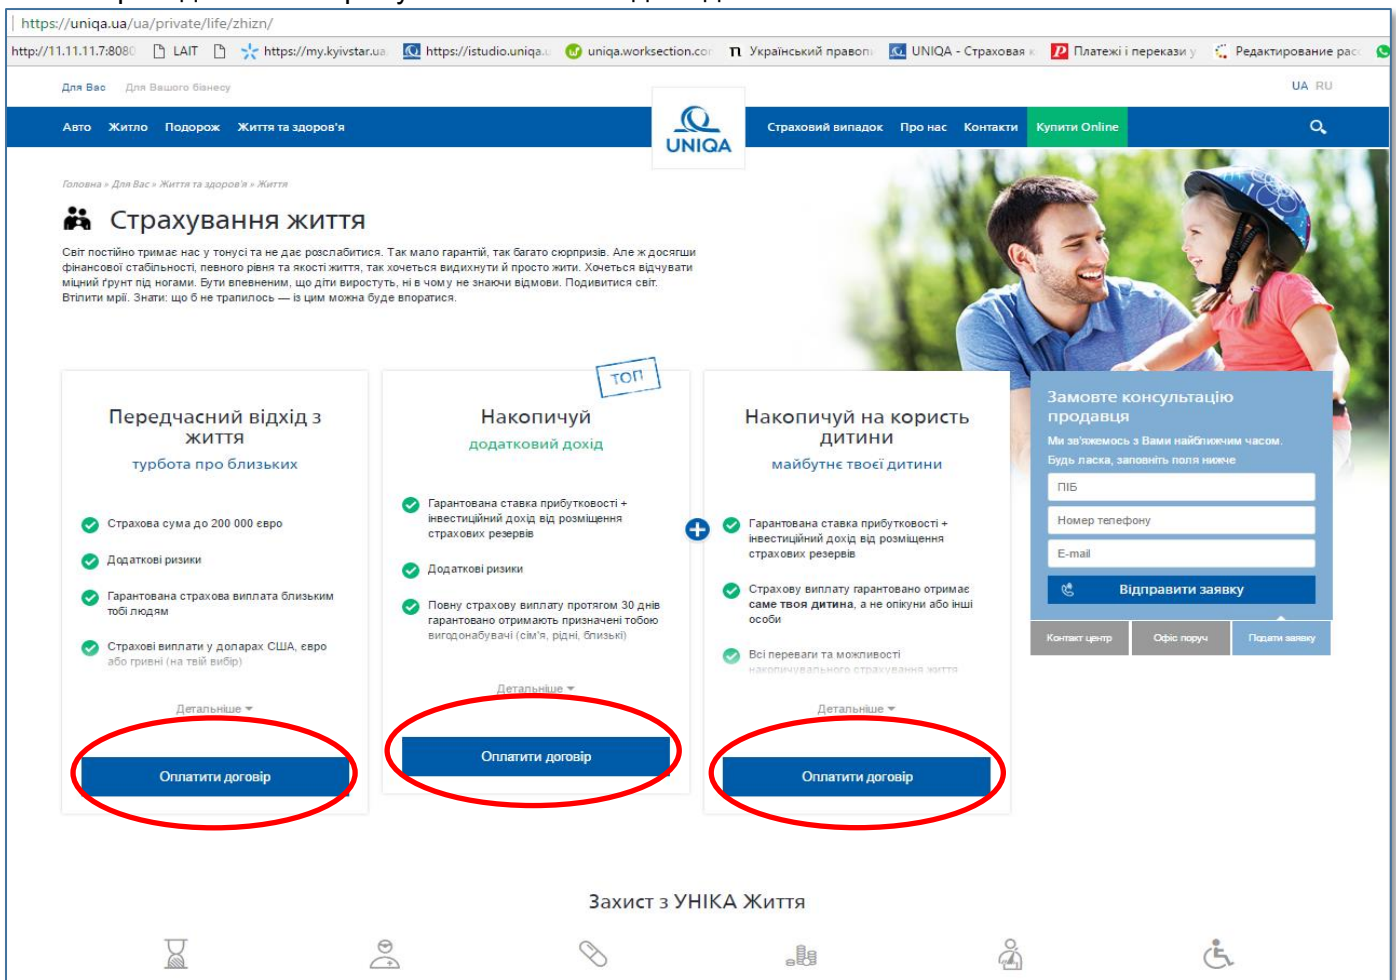 https://uniqa.ua/ua/private/life/zhizn/
http://11.11.11.7:8080 LAIT https://my.kyivstar.ua https://istudio.uniqa.u uniqa.worksection.con Український правоп UNIQA - Страховая к Платежі і перекази у Редактирование расс
Для Вас Для Вашого бізнесу UA RU
Авто Житло Подорож Життя та здоров'я UNIQA Страховий випадок Про нас Контакти Купити Online
Головна » Для Вас » Життя та здоров'я » Життя
Страхування життя
Світ постійно тримає нас у тонусі та не дає розслабитися. Так мало гарантій, так багато сюрпризів. Але ж досягши
фінансової стабільності, певного рівня та якості життя, так хочеться видихнути й просто жити. Хочеться відчувати
міцний ґрунт під ногами. Бути впевненим, що діти виростуть, ні в чому не знаючи відмови. Подивитися світ.
Втілити мрії. Знати: що б не трапилось — із цим можна буде впоратися.
Передчасний відхід з
життя
турбота про близьких
Страхова сума до 200 000 євро
Додаткові ризики
Гарантована страхова виплата близьким
тобі людям
Страхові виплати у доларах США, євро
або гривні (на твій вибір)
Детальніше
Оплатити договір
ТОП
Накопичуй
додатковий дохід
Гарантована ставка прибутковості +
інвестиційний дохід від розміщення
страхових резервів
Додаткові ризики
Повну страхову виплату протягом 30 днів
гарантовано отримають призначені тобою
вигодонабувачі (сім'я, рідні, близькі)
Детальніше
Оплатити договір
Накопичуй на користь
дитини
майбутнє твоєї дитини
Гарантована ставка прибутковості +
інвестиційний дохід від розміщення
страхових резервів
Страхову виплату гарантовано отримає
саме твоя дитина, а не опікуни або інші
особи
Всі переваги та можливості
накопичувального страхування життя
Детальніше
Оплатити договір
Замовте консультацію
продавця
Ми зв'яжемось з Вами найближчим часом.
Будь ласка, заповніть поля нижче
ПІБ
Номер телефону
E-mail
Відправити заявку
Контакт центр Офіс поруч Подати заявку
Захист з УНІКА Життя